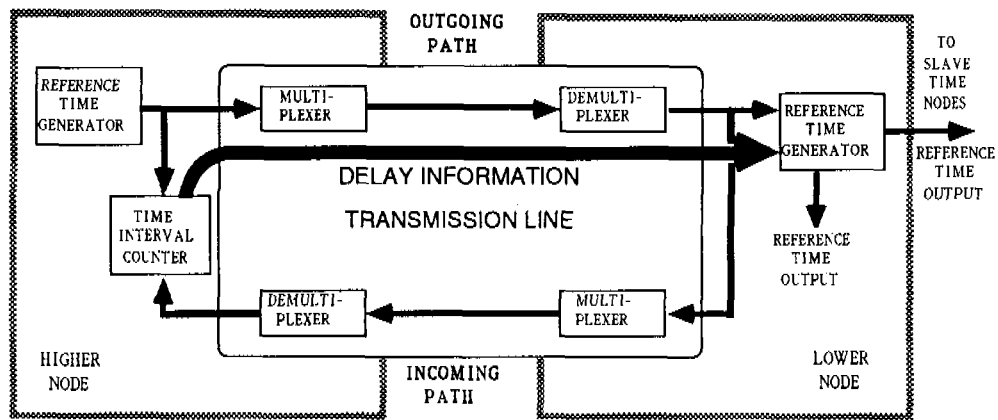 OUTGOING
PATH
REFERENCE
TIME
GENERATOR
MULTI-
PLEXER
DEMULTI-
PLEXER
REFERENCE
TIME
GENERATOR
TO
SLAVE
TIME
NODES
REFERENCE
TIME
OUTPUT
DELAY INFORMATION
TRANSMISSION LINE
TIME
INTERVAL
COUNTER
REFERENCE
TIME
OUTPUT
DEMULTI-
PLEXER
MULTI-
PLEXER
HIGHER
NODE
INCOMING
PATH
LOWER
NODE